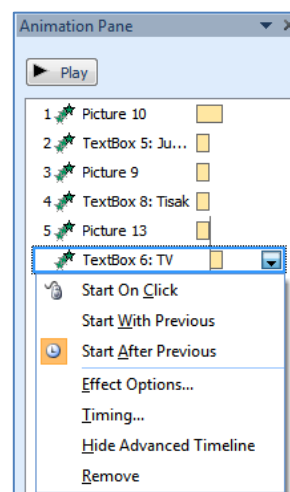 Animation Pane
Play
1 Picture 10
2 TextBox 5: Ju...
3 Picture 9
4 TextBox 8: Tisak
5 Picture 13
TextBox 6: TV
Start On Click
Start With Previous
Start After Previous
Effect Options...
Timing...
Hide Advanced Timeline
Remove